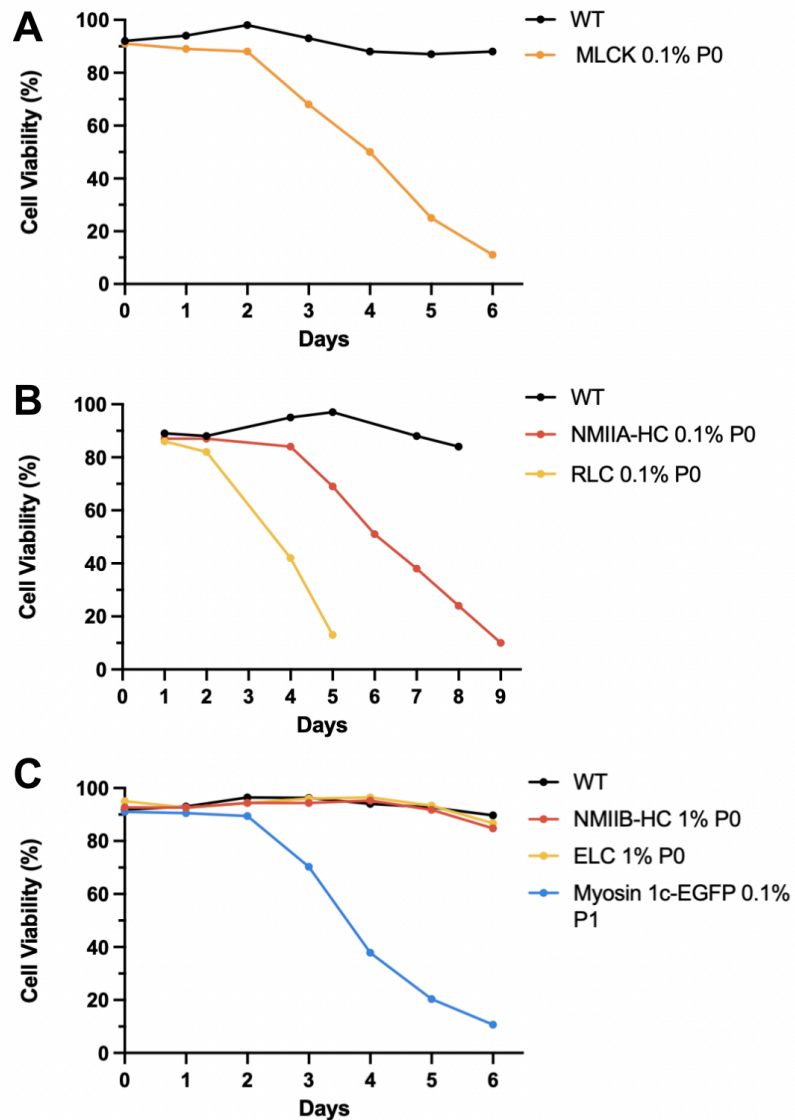 A
Cell Viability (%)
100
80
60
40
20
0
0 1 2 3 4 5 6
Days
WT
MLCK 0.1% P0
B
Cell Viability (%)
100
80
60
40
20
0
0 1 2 3 4 5 6 7 8 9
Days
WT
NMIIA-HC 0.1% P0
RLC 0.1% P0
C
Cell Viability (%)
100
80
60
40
20
0
0 1 2 3 4 5 6
Days
WT
NMIIB-HC 1% P0
ELC 1% P0
Myosin 1c-EGFP 0.1%
P1